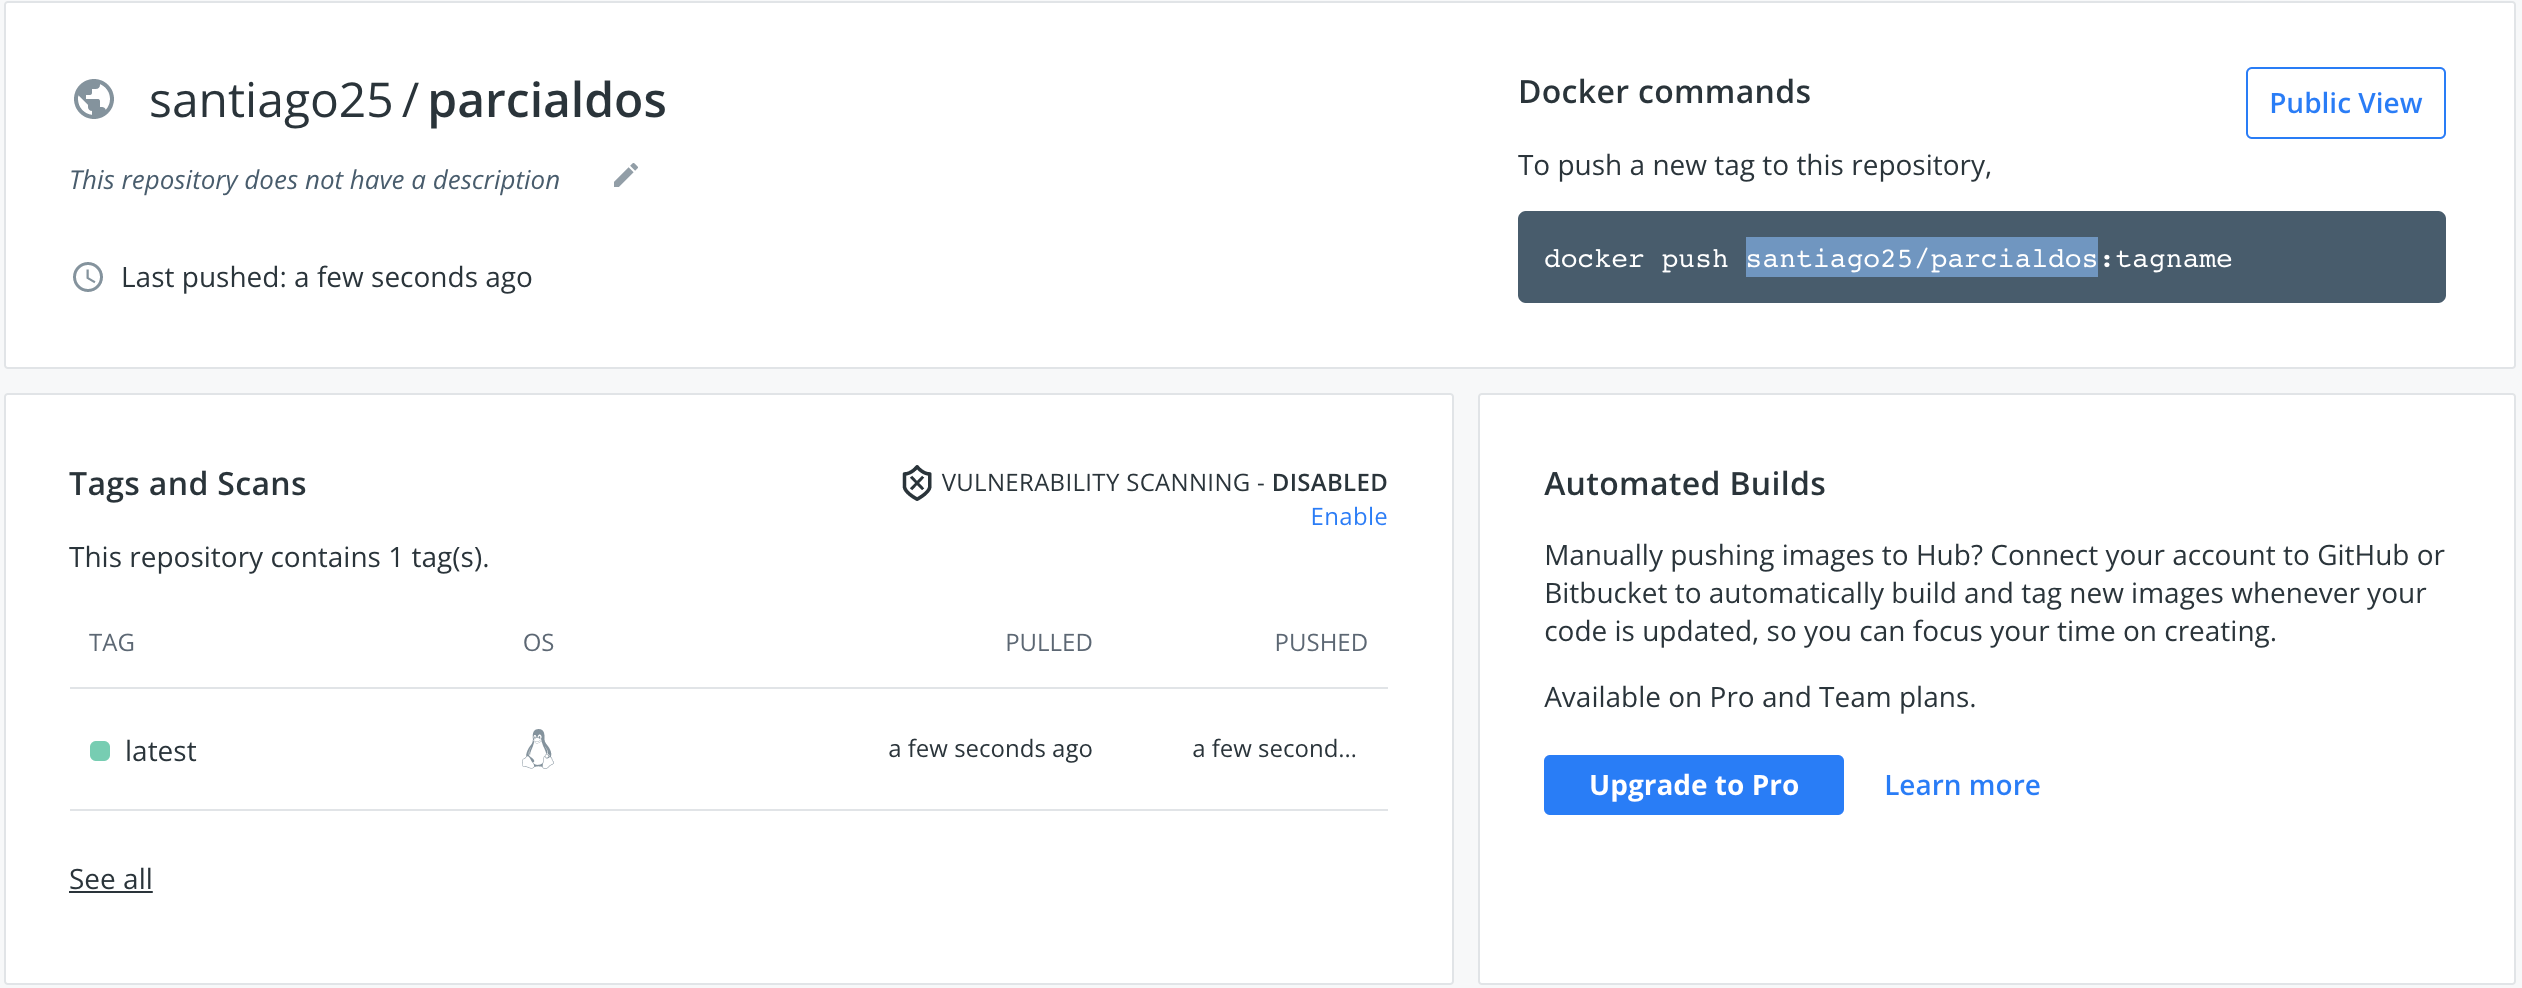 santiago25 / parcialdos
This repository does not have a description
Last pushed: a few seconds ago
Docker commands
Public View
To push a new tag to this repository,
docker push santiago25/parcialdos:tagname
Tags and Scans
VULNERABILITY SCANNING - DISABLED
Enable
This repository contains 1 tag(s).
TAG OS PULLED PUSHED
latest a few seconds ago a few second...
See all
Automated Builds
Manually pushing images to Hub? Connect your account to GitHub or
Bitbucket to automatically build and tag new images whenever your
code is updated, so you can focus your time on creating.
Available on Pro and Team plans.
Upgrade to Pro Learn more